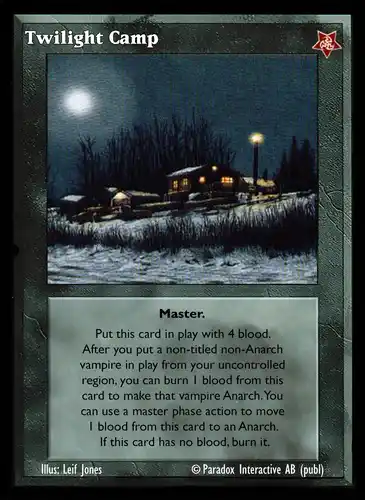 Twilight Camp
Master.
Put this card in play with 4 blood.
After you put a non-titled non-Anarch
vampire in play from your uncontrolled
region, you can burn 1 blood from this
card to make that vampire Anarch. You
can use a master phase action to move
1 blood from this card to an Anarch.
If this card has no blood, burn it.
Illus: Leif Jones © Paradox Interactive AB (publ)